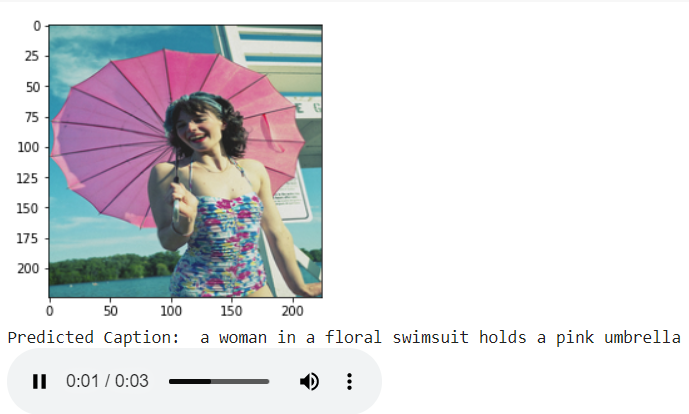 0
25
50
75
100
125
150
175
200
0 50 100 150 200
E G
Predicted Caption:  a woman in a floral swimsuit holds a pink umbrella
0:01 / 0:03